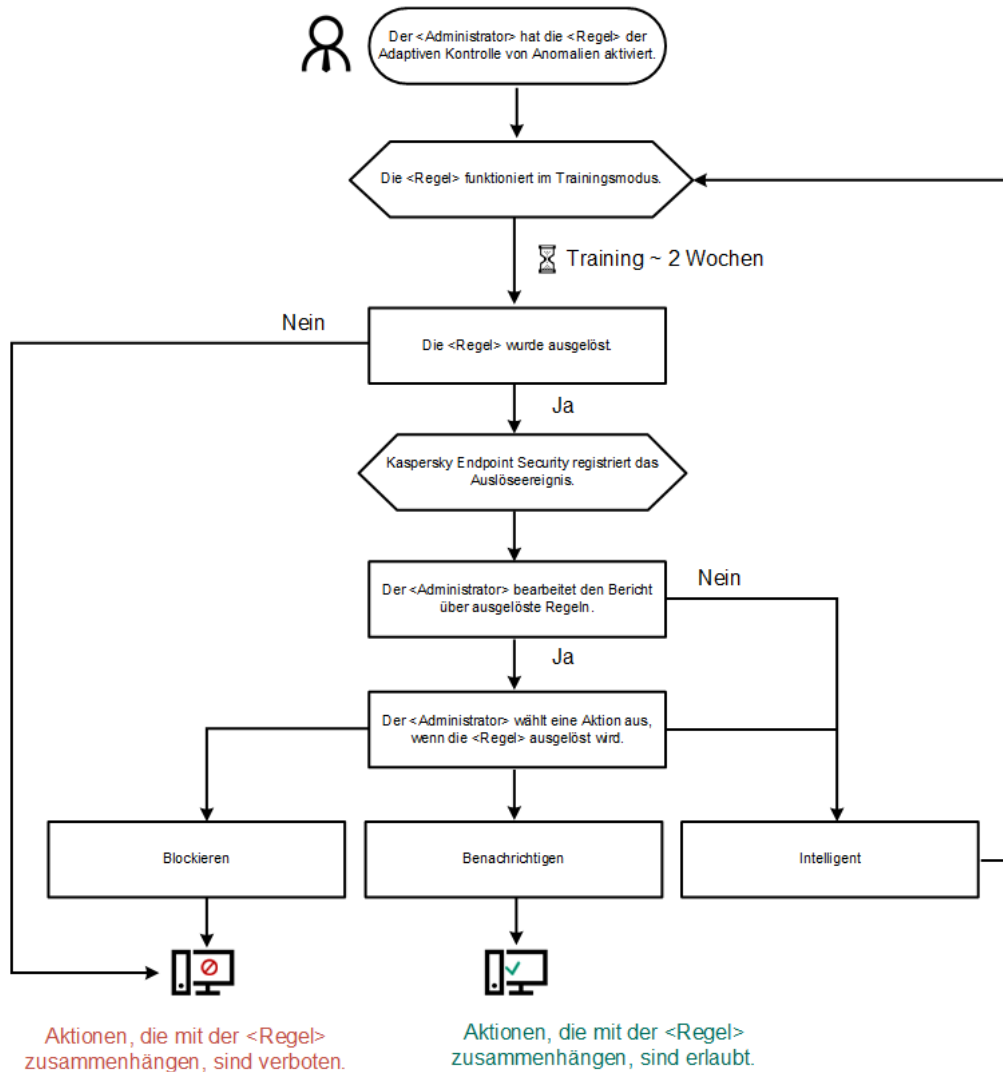 Der <Administrator> hat die <Regel> der
Adaptiven Kontrolle von Anomalien aktiviert.
Die <Regel> funktioniert im Trainingsmodus.
Training ~ 2 Wochen
Nein
Die <Regel> wurde ausgelöst.
Ja
Kaspersky Endpoint Security registriert das
Auslöseereignis.
Der <Administrator> bearbeitet den Bericht
über ausgelöste Regeln.
Nein
Ja
Der <Administrator> wählt eine Aktion aus,
wenn die <Regel> ausgelöst wird.
Blockieren
Benachrichtigen
Intelligent
Aktionen, die mit der <Regel>
zusammenhängen, sind verboten.
Aktionen, die mit der <Regel>
zusammenhängen, sind erlaubt.